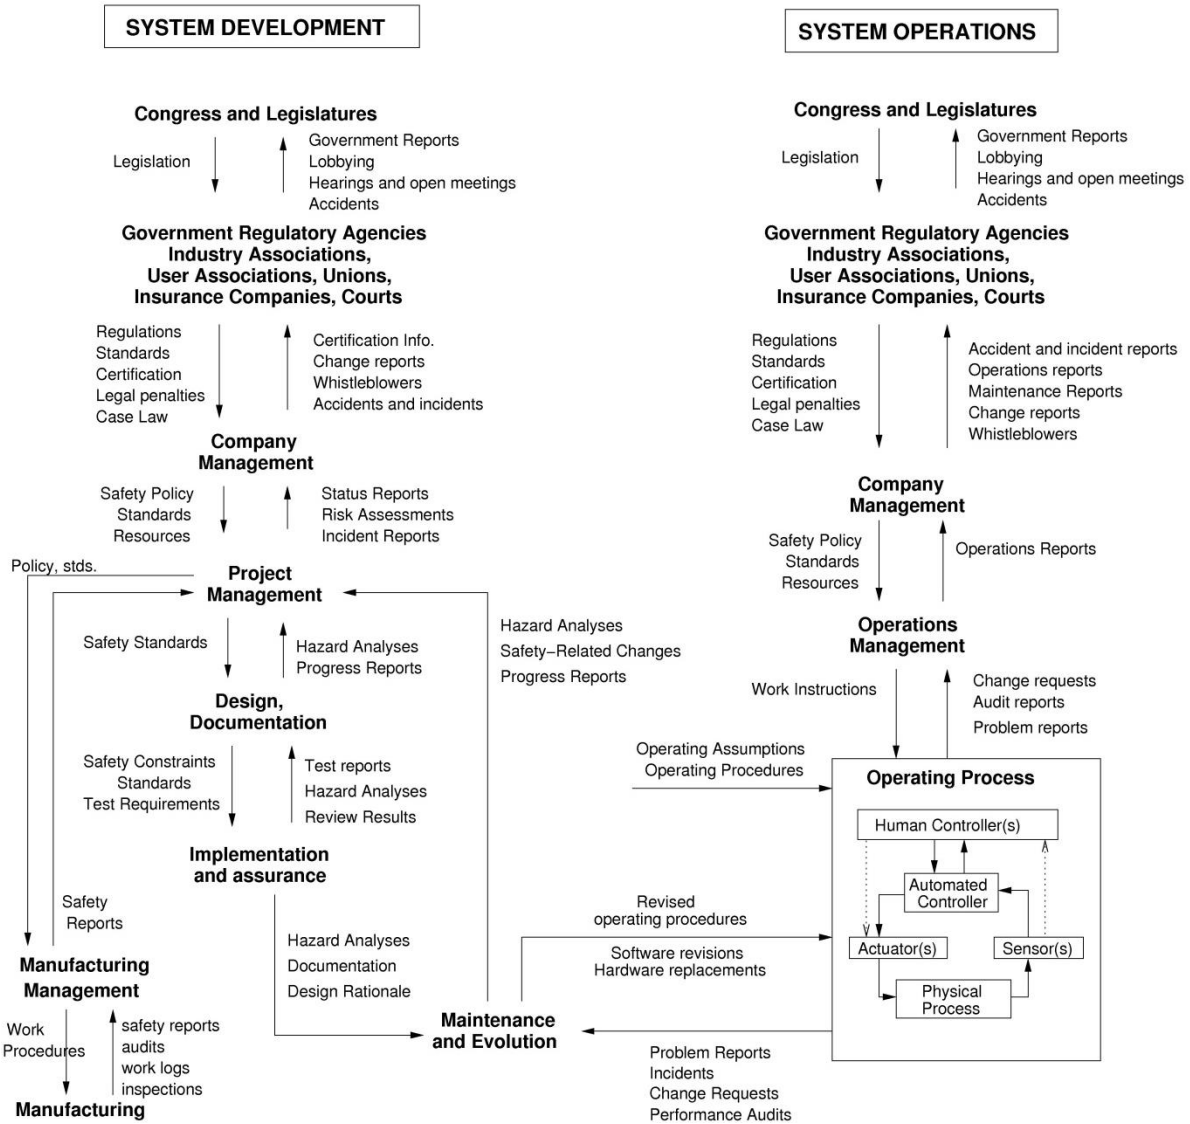 SYSTEM DEVELOPMENT
Congress and Legislatures
Legislation
Government Reports
Lobbying
Hearings and open meetings
Accidents
Government Regulatory Agencies
Industry Associations,
User Associations, Unions,
Insurance Companies, Courts
Regulations
Standards
Certification
Legal penalties
Case Law
Certification Info.
Change reports
Whistleblowers
Accidents and incidents
Company
Management
Safety Policy
Standards
Resources
Status Reports
Risk Assessments
Incident Reports
Policy, stds.
Project
Management
Safety Standards
Hazard Analyses
Progress Reports
Hazard Analyses
Safety−Related Changes
Progress Reports
Design,
Documentation
Safety Constraints
Standards
Test Requirements
Test reports
Hazard Analyses
Review Results
Implementation
and assurance
Safety
Reports
Hazard Analyses
Documentation
Design Rationale
Manufacturing
Management
Work
Procedures
safety reports
audits
work logs
inspections
Manufacturing
Maintenance
and Evolution
SYSTEM OPERATIONS
Congress and Legislatures
Legislation
Government Reports
Lobbying
Hearings and open meetings
Accidents
Government Regulatory Agencies
Industry Associations,
User Associations, Unions,
Insurance Companies, Courts
Regulations
Standards
Certification
Legal penalties
Case Law
Accident and incident reports
Operations reports
Maintenance Reports
Change reports
Whistleblowers
Company
Management
Safety Policy
Standards
Resources
Operations Reports
Operations
Management
Work Instructions
Change requests
Audit reports
Problem reports
Operating Assumptions
Operating Procedures
Operating Process
Human Controller(s)
Automated
Controller
Actuator(s)
Sensor(s)
Physical
Process
Revised
operating procedures
Software revisions
Hardware replacements
Problem Reports
Incidents
Change Requests
Performance Audits